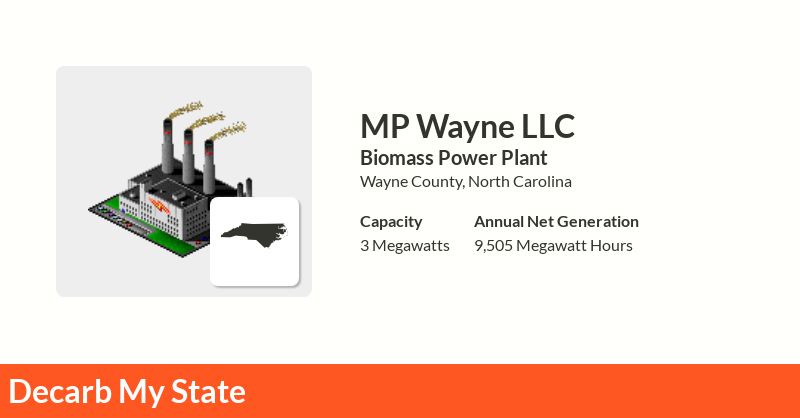 MP Wayne LLC
Biomass Power Plant
Wayne County, North Carolina
Capacity Annual Net Generation
3 Megawatts 9,505 Megawatt Hours
Decarb My State